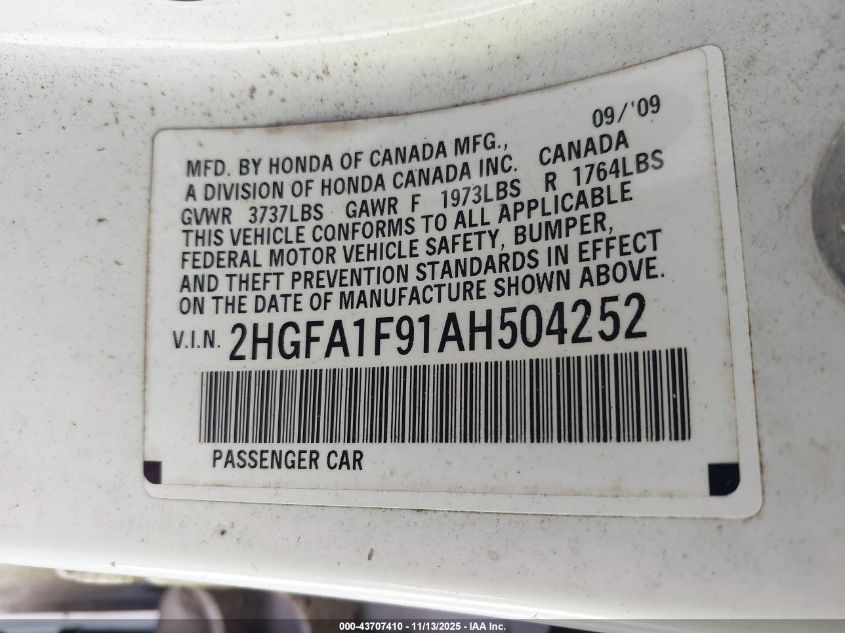 09/'09
MFD. BY HONDA OF CANADA MFG.,
A DIVISION OF HONDA CANADA INC. CANADA
GVWR 3737LBS GAWR F 1973LBS R 1764LBS
THIS VEHICLE CONFORMS TO ALL APPLICABLE
FEDERAL MOTOR VEHICLE SAFETY, BUMPER,
AND THEFT PREVENTION STANDARDS IN EFFECT
ON THE DATE OF MANUFACTURE SHOWN ABOVE.
V.I.N. 2HGFA1F91AH504252
PASSENGER CAR
000-43707410 - 11/13/2025 - IAA Inc.